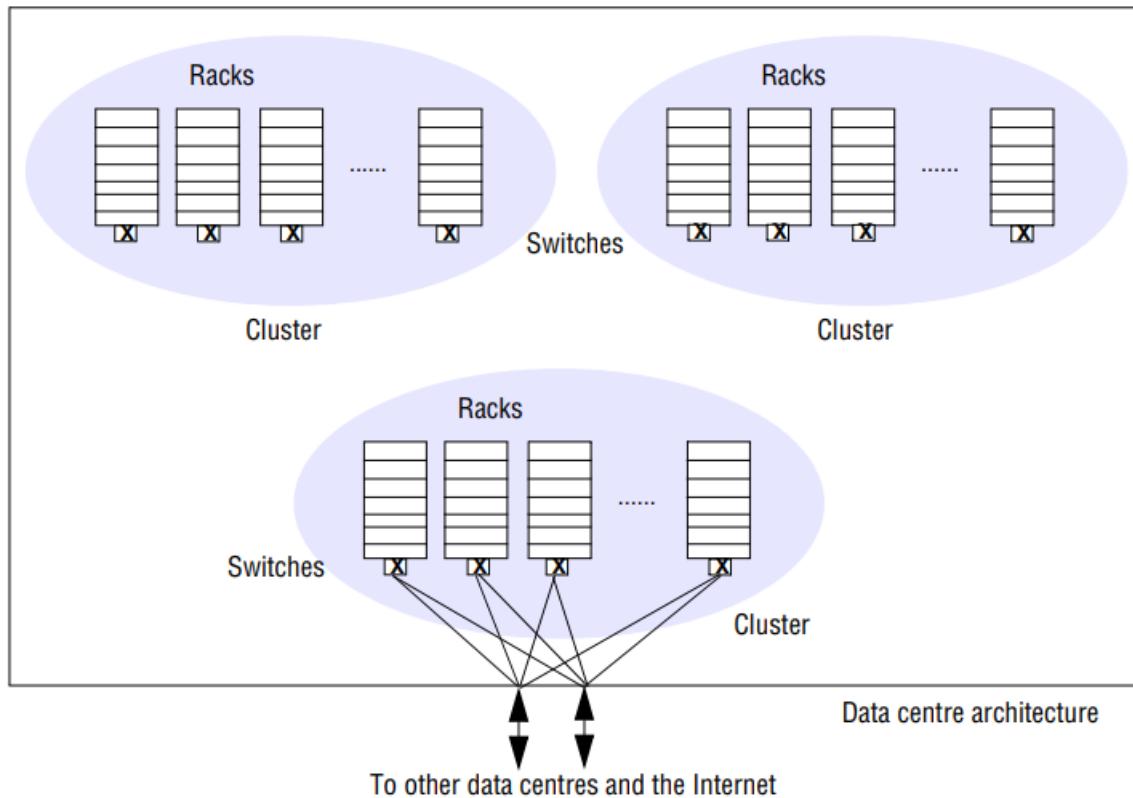 Racks
Racks
......
......
X X X X
X X X X
Switches
Cluster
Cluster
Racks
......
Switches
X X X X
Cluster
Data centre architecture
To other data centres and the Internet